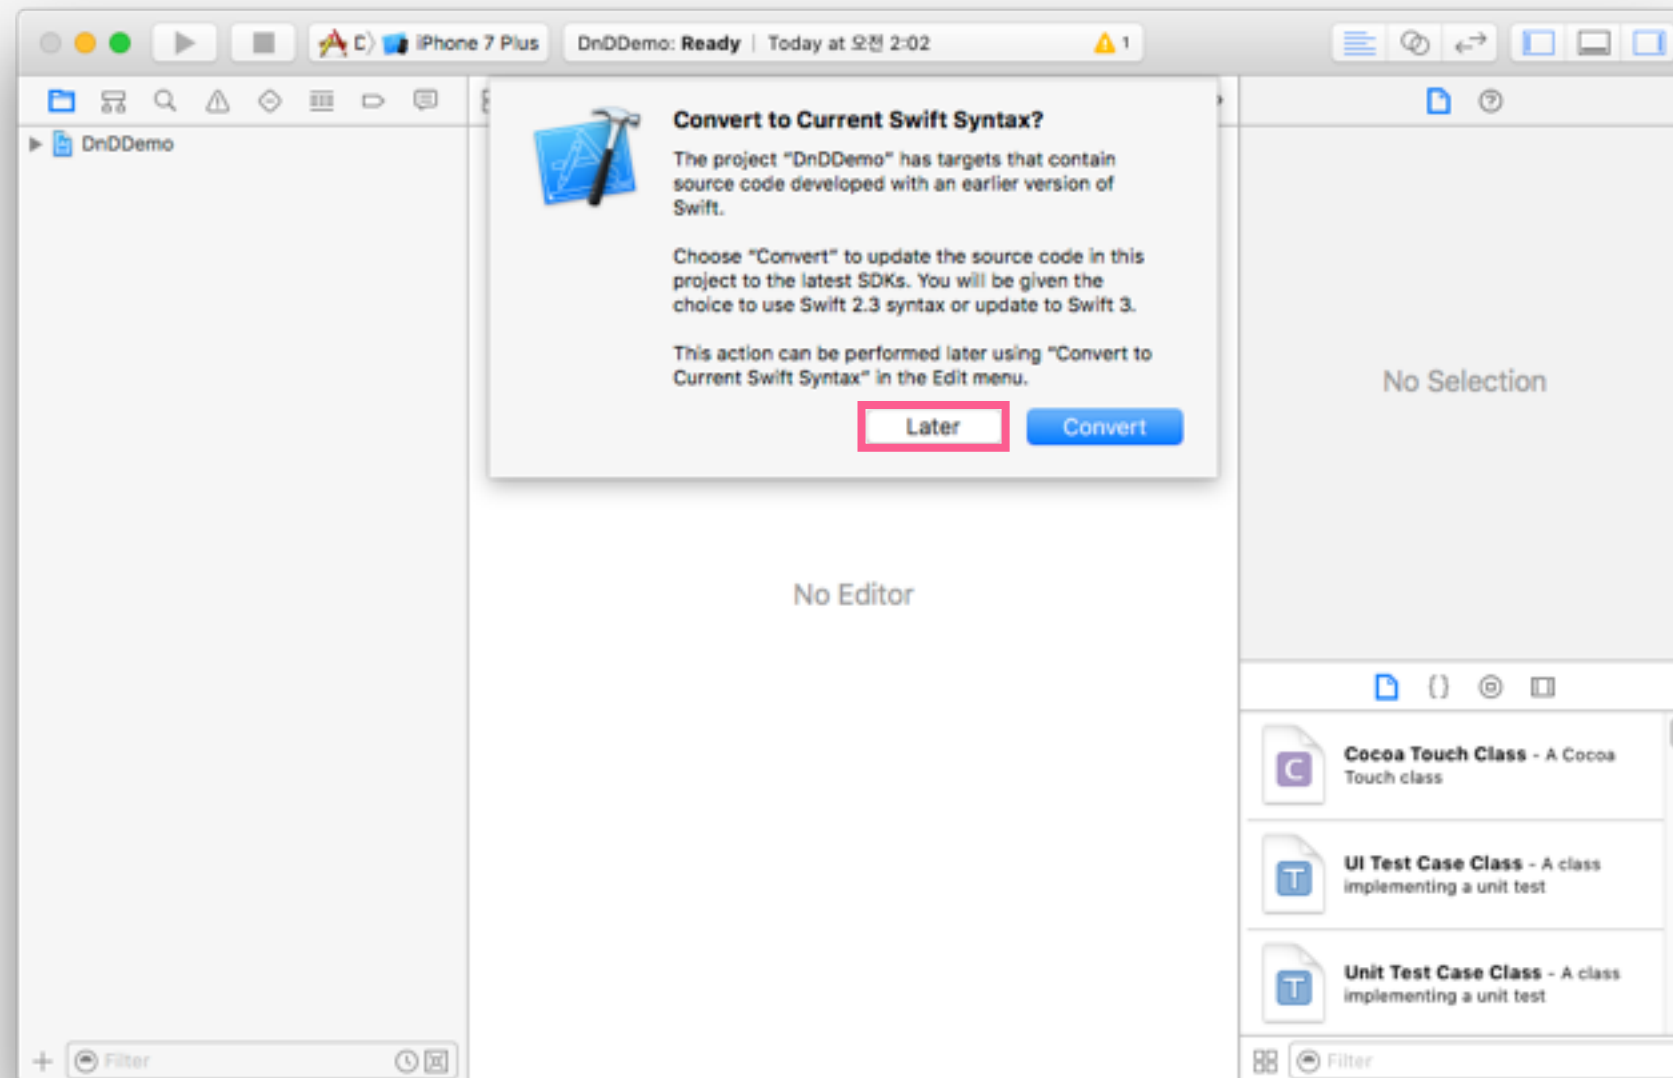 iPhone 7 Plus
DnDDemo: Ready | Today at 오전 2:02
1
DnDDemo
Convert to Current Swift Syntax?
The project "DnDDemo" has targets that contain
source code developed with an earlier version of
Swift.
Choose "Convert" to update the source code in this
project to the latest SDKs. You will be given the
choice to use Swift 2.3 syntax or update to Swift 3.
This action can be performed later using "Convert to
Current Swift Syntax" in the Edit menu.
Later
Convert
No Editor
No Selection
{}
C
Cocoa Touch Class - A Cocoa
Touch class
T
UI Test Case Class - A class
implementing a unit test
T
Unit Test Case Class - A class
implementing a unit test
Filter
Filter